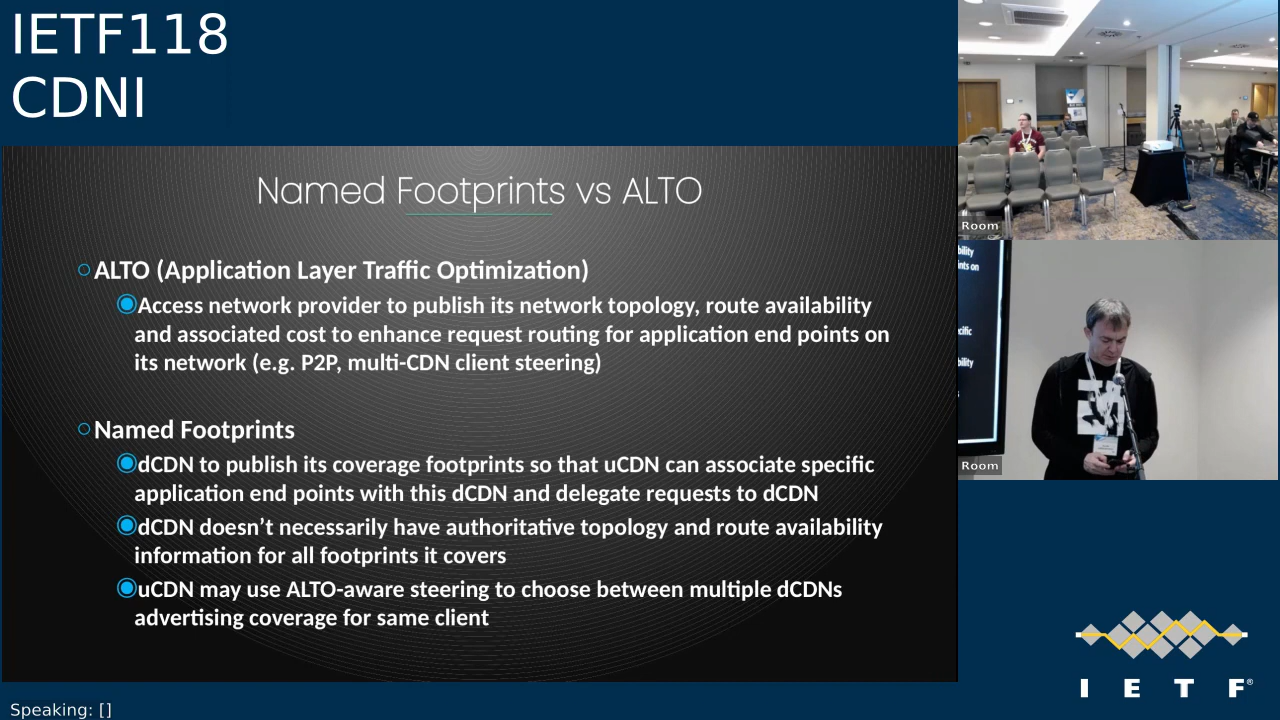 IETF118
CDNI
Named Footprints vs ALTO
ALTO (Application Layer Traffic Optimization)
Access network provider to publish its network topology, route availability
and associated cost to enhance request routing for application end points on
its network (e.g. P2P, multi-CDN client steering)
Named Footprints
dCDN to publish its coverage footprints so that uCDN can associate specific
application end points with this dCDN and delegate requests to dCDN
dCDN doesn’t necessarily have authoritative topology and route availability
information for all footprints it covers
uCDN may use ALTO-aware steering to choose between multiple dCDNs
advertising coverage for same client
Room
bility
nts on
cific
bility
Room
I E T F®
Speaking: []